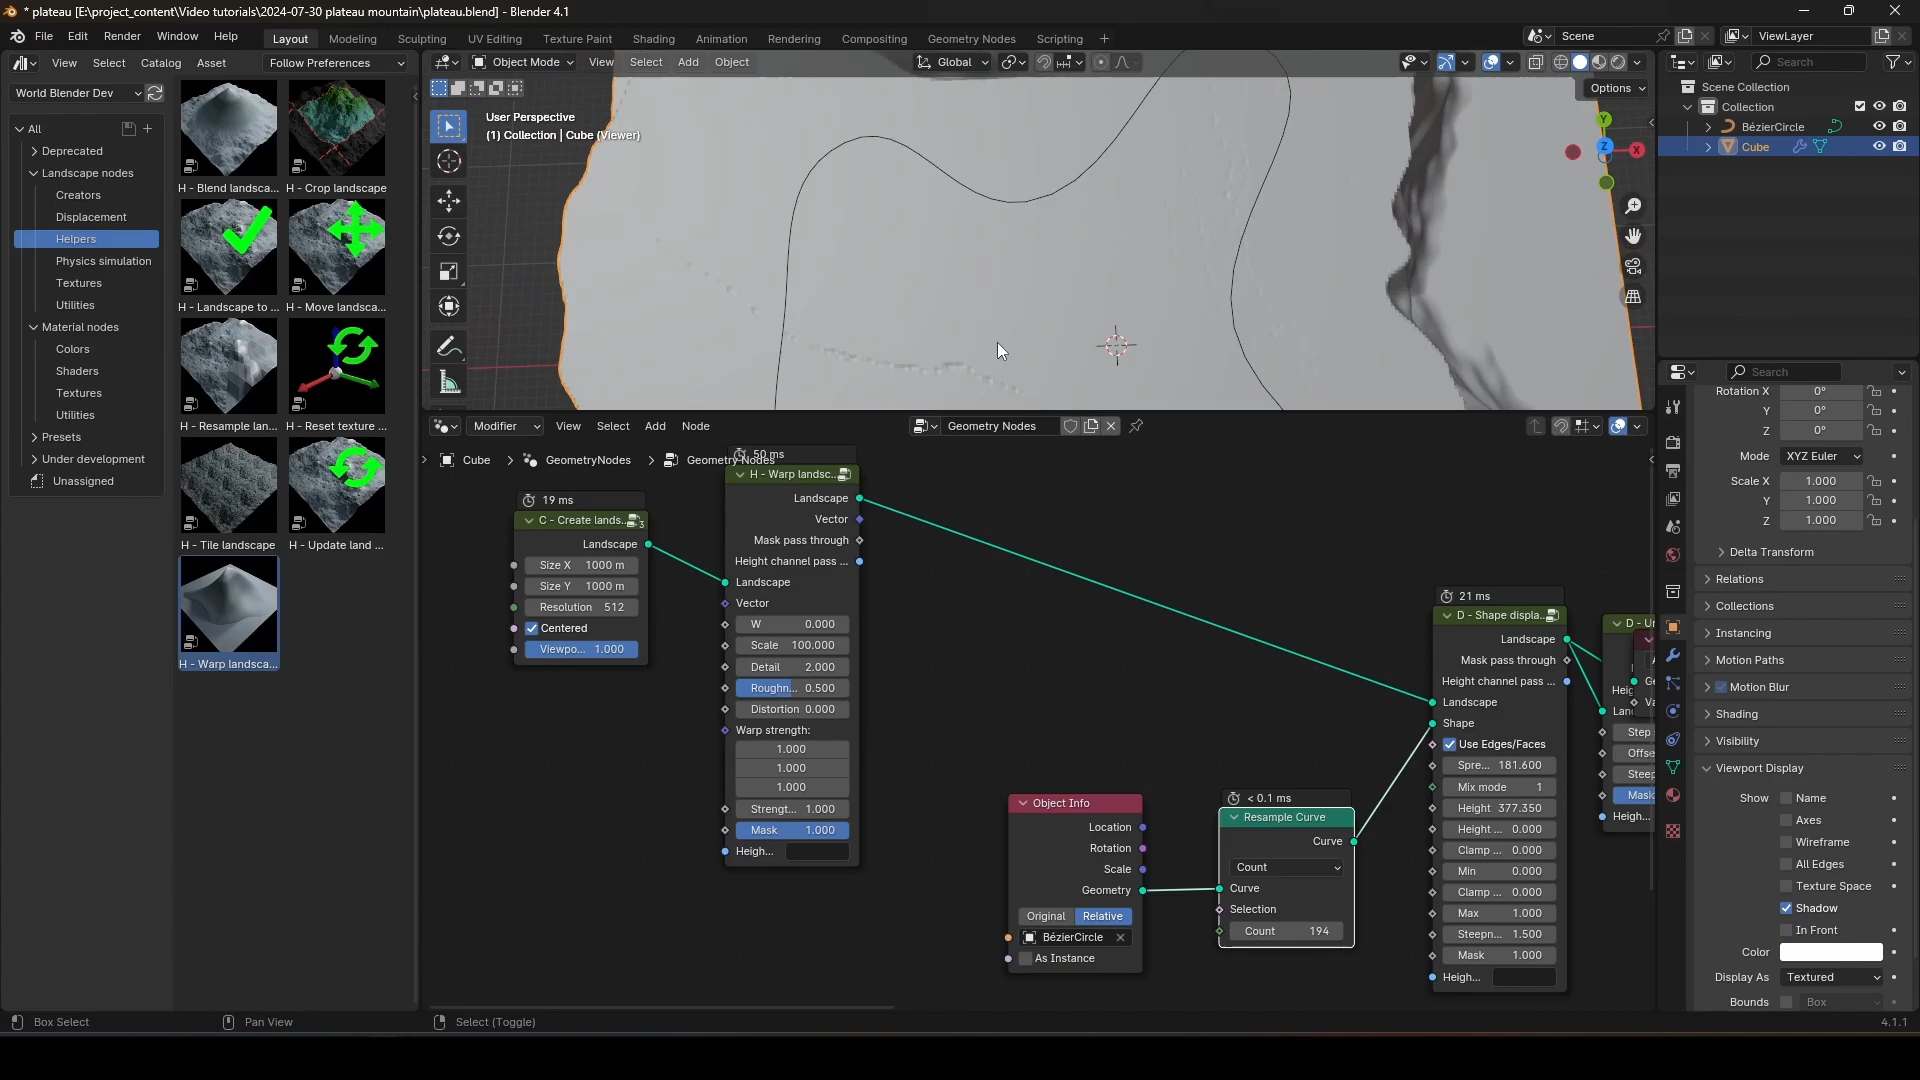 * plateau [E:\project_content\Video tutorials\2024-07-30 plateau mountain\plateau.blend] - Blender 4.1
File Edit Render Window Help
Layout Modeling Sculpting UV Editing Texture Paint Shading Animation Rendering Compositing Geometry Nodes Scripting +
Scene
ViewLayer
View Select Catalog Asset
Follow Preferences
World Blender Dev
All
Deprecated
Landscape nodes
Creators
Displacement
Helpers
Physics simulation
Textures
Utilities
Material nodes
Colors
Shaders
Textures
Utilities
Presets
Under development
Unassigned
H - Blend landsca...
H - Crop landscape
H - Landscape to ...
H - Move landsca...
H - Resample lan...
H - Reset texture ...
H - Tile landscape
H - Update land ...
H - Warp landsca...
Object Mode View Select Add Object
Global
Options
User Perspective
(1) Collection | Cube (Viewer)
Y
Z
X
Modifier View Select Add Node
Geometry Nodes
Cube > GeometryNodes > Geometry Nodes
19 ms
C - Create lands...
3
Landscape
Size X 1000 m
Size Y 1000 m
Resolution 512
Centered
Viewpo... 1.000
50 ms
H - Warp landsc...
Landscape
Vector
Mask pass through
Height channel pass ...
Landscape
Vector
W 0.000
Scale 100.000
Detail 2.000
Roughn... 0.500
Distortion 0.000
Warp strength:
1.000
1.000
1.000
Strengt... 1.000
Mask 1.000
Heigh...
Object Info
Location
Rotation
Scale
Geometry
Original Relative
BézierCircle
As Instance
< 0.1 ms
Resample Curve
Curve
Count
Curve
Selection
Count 194
21 ms
D - Shape displa...
Landscape
Mask pass through
Height channel pass ...
Landscape
Shape
Use Edges/Faces
Spre... 181.600
Mix mode 1
Height 377.350
Height ... 0.000
Clamp ... 0.000
Min 0.000
Clamp ... 0.000
Max 1.000
Steepn... 1.500
Mask 1.000
Heigh...
Step
Offse
Steep
Mask
Heigh...
Search
Scene Collection
Collection
BézierCircle
Cube
Search
Rotation X 0°
Y 0°
Z 0°
Mode XYZ Euler
Scale X 1.000
Y 1.000
Z 1.000
Delta Transform
Relations
Collections
Instancing
Motion Paths
Motion Blur
Shading
Visibility
Viewport Display
Show Name
Axes
Wireframe
All Edges
Texture Space
Shadow
In Front
Color
Display As Textured
Bounds Box
Box Select
Pan View
Select (Toggle)
4.1.1